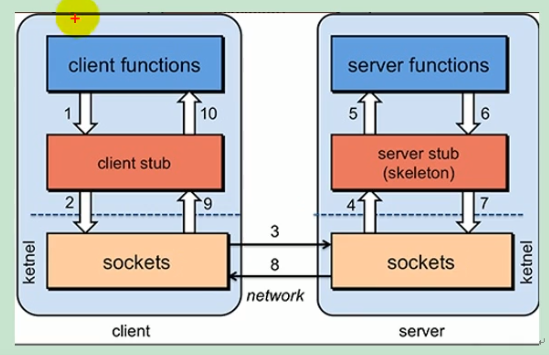 client functions
server functions
1
10
5
6
client stub
server stub
(skeleton)
2
9
4
7
ketnel
sockets
3
8
network
sockets
ketnel
client
server